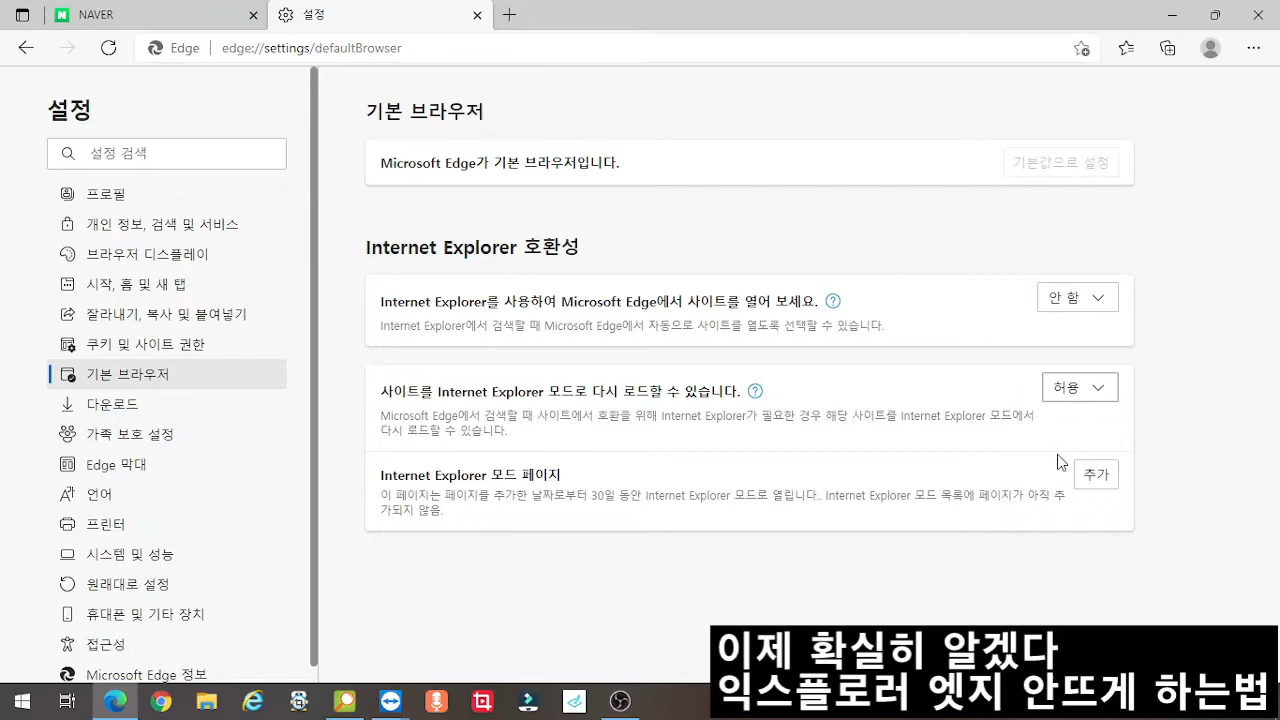 NAVER
설정
Edge
edge://settings/defaultBrowser
설정
설정 검색
프로필
개인 정보, 검색 및 서비스
브라우저 디스플레이
시작, 홈 및 새 탭
잘라내기, 복사 및 붙여넣기
쿠키 및 사이트 권한
기본 브라우저
다운로드
가족 보호 설정
Edge 막대
언어
프린터
시스템 및 성능
원래대로 설정
휴대폰 및 기타 장치
접근성
Microsoft Edge 정보
기본 브라우저
Microsoft Edge가 기본 브라우저입니다.
기본값으로 설정
Internet Explorer 호환성
Internet Explorer를 사용하여 Microsoft Edge에서 사이트를 열어 보세요.
안 함
Internet Explorer에서 검색할 때 Microsoft Edge에서 자동으로 사이트를 열도록 선택할 수 있습니다.
사이트를 Internet Explorer 모드로 다시 로드할 수 있습니다.
허용
Microsoft Edge에서 검색할 때 사이트에서 호환을 위해 Internet Explorer가 필요한 경우 해당 사이트를 Internet Explorer 모드에서
다시 로드할 수 있습니다.
Internet Explorer 모드 페이지
추가
이 페이지는 페이지를 추가한 날짜로부터 30일 동안 Internet Explorer 모드로 열립니다.. Internet Explorer 모드 목록에 페이지가 아직 추
가되지 않음.
이제 확실히 알겠다
익스플로러 엣지 안뜨게 하는법